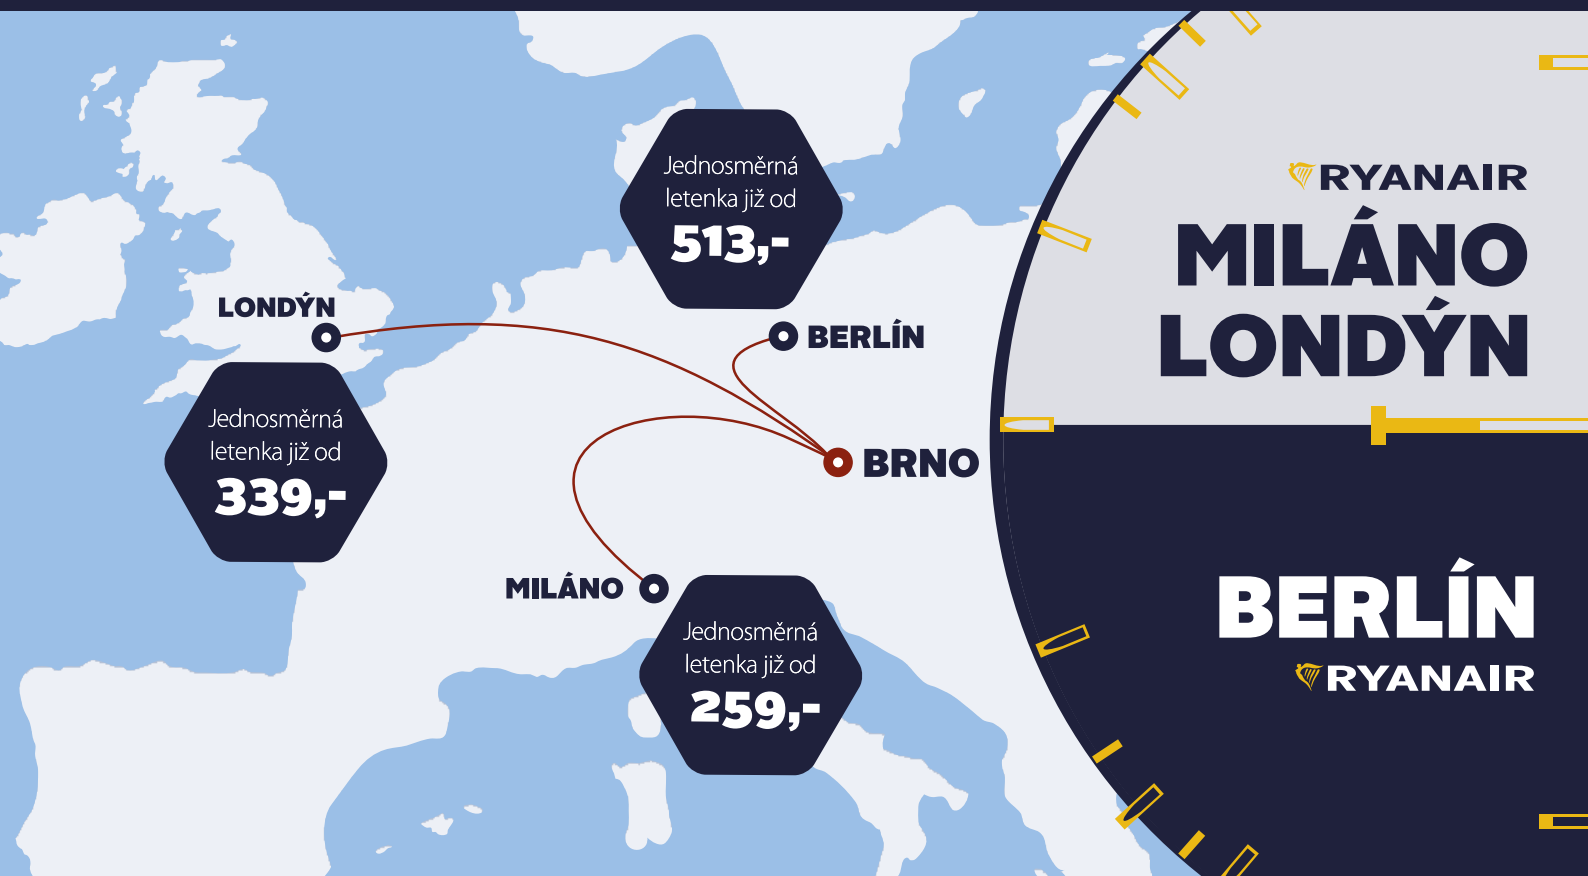 Jednosměrná
letenka již od
513,-
LONDÝN
BERLÍN
Jednosměrná
letenka již od
339,-
BRNO
MILÁNO
Jednosměrná
letenka již od
259,-
RYANAIR
MILÁNO
LONDÝN
BERLÍN
RYANAIR